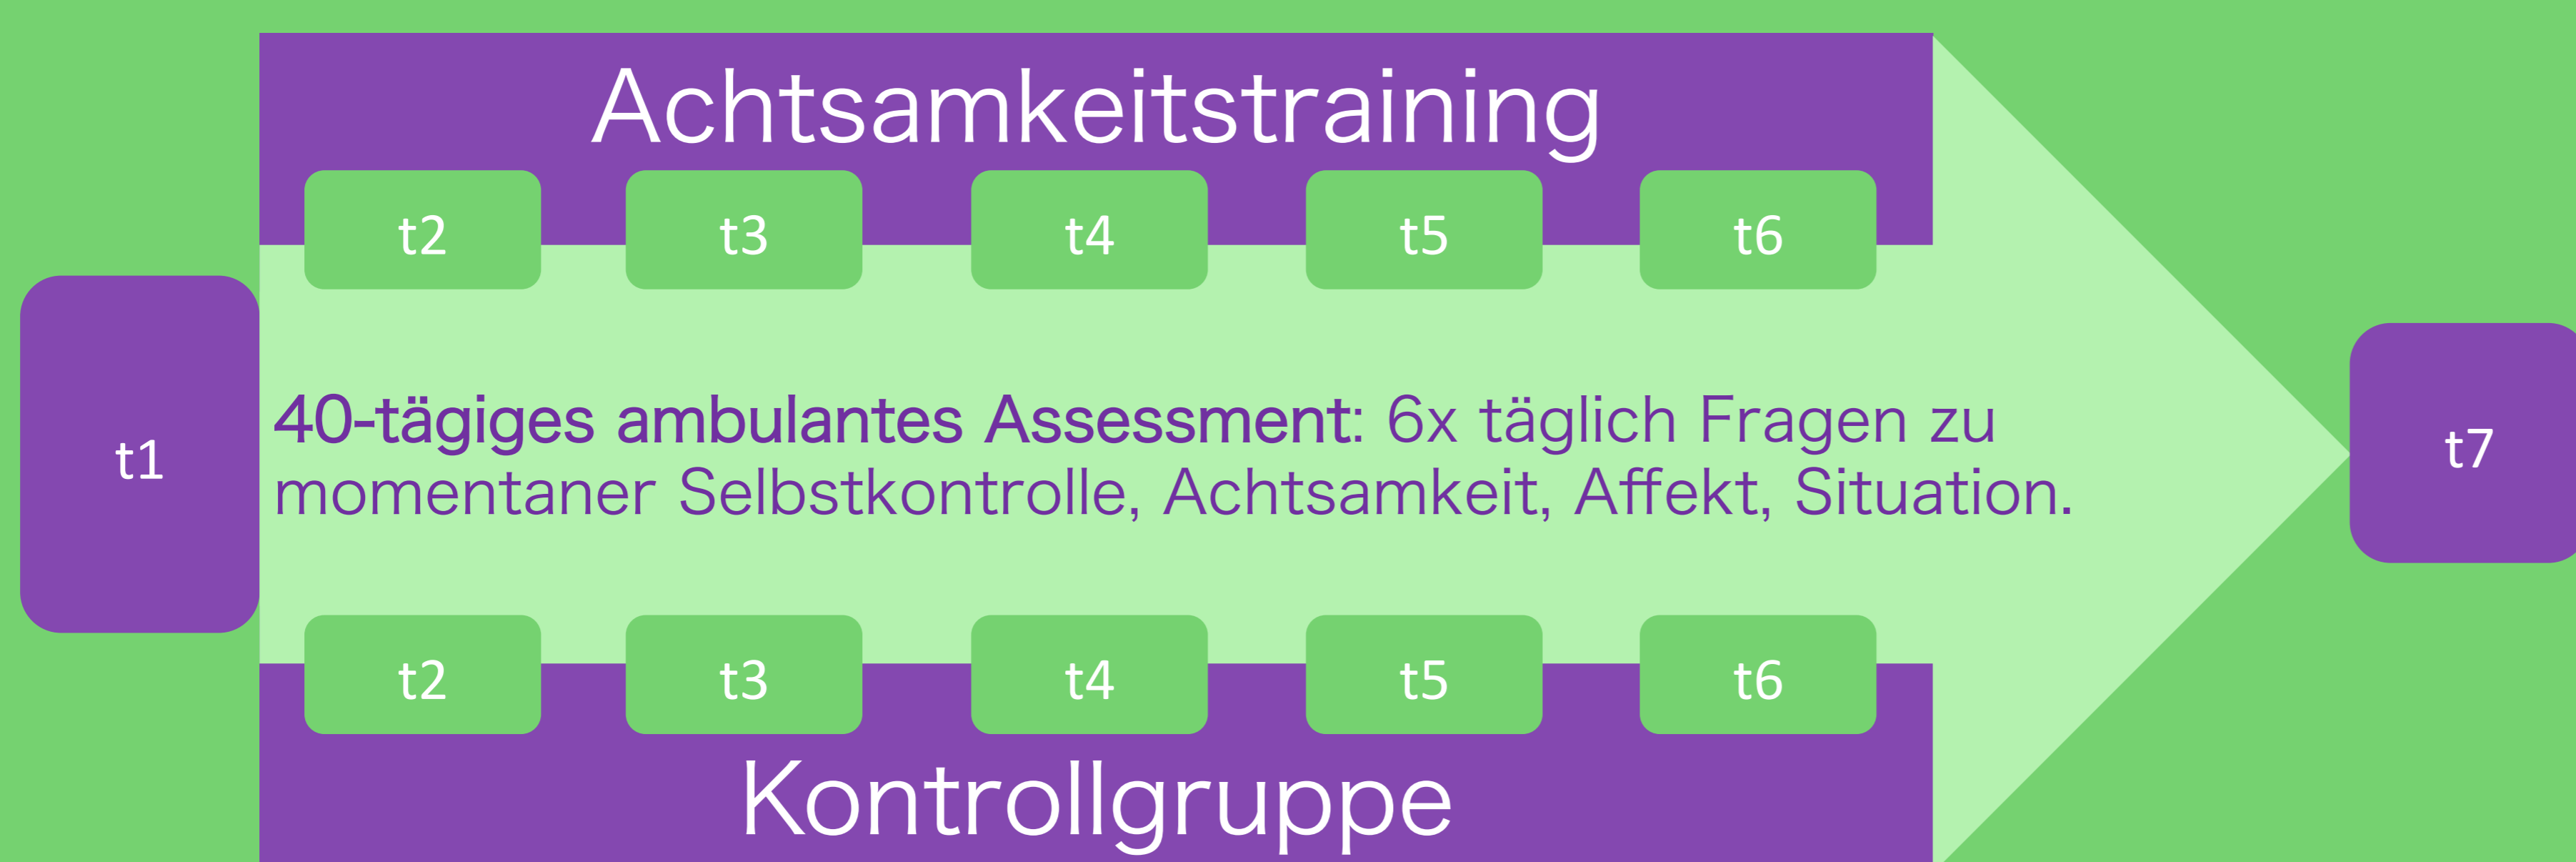 Achtsamkeitstraining
t2 t3 t4 t5 t6
t1
40-tägiges ambulantes Assessment: 6x täglich Fragen zu
momentaner Selbstkontrolle, Achtsamkeit, Affekt, Situation.
t7
t2 t3 t4 t5 t6
Kontrollgruppe